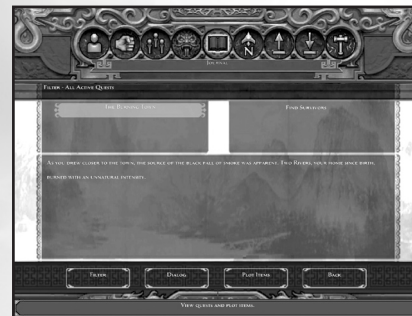 Journal
Filter - All Active Quests
The Burning Town
Find Survivors
As you drew closer to the town, the source of the black pall of smoke was apparent. Two Rivers, your home since birth,
burned with an unnatural intensity.
Filter
Dialog
Plot Items
Back
View quests and plot items.